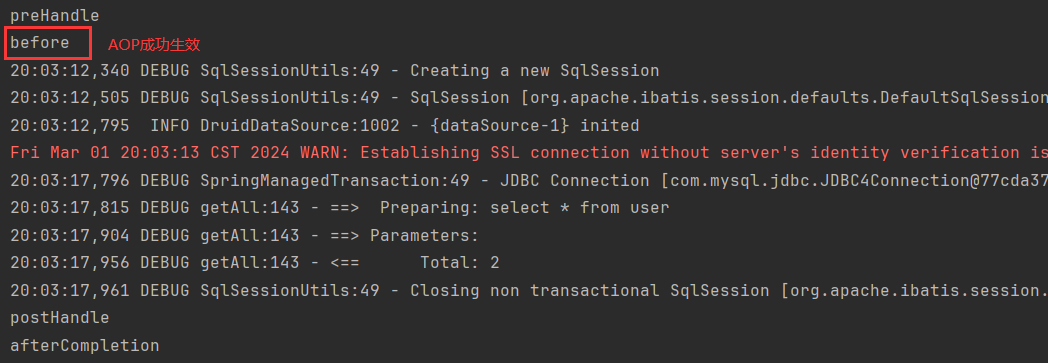 preHandle
before AOP成功生效
20:03:12,340 DEBUG SqlSessionUtils:49 - Creating a new SqlSession
20:03:12,505 DEBUG SqlSessionUtils:49 - SqlSession [org.apache.ibatis.session.defaults.DefaultSqlSession
20:03:12,795  INFO DruidDataSource:1002 - {dataSource-1} inited
Fri Mar 01 20:03:13 CST 2024 WARN: Establishing SSL connection without server's identity verification is
20:03:17,796 DEBUG SpringManagedTransaction:49 - JDBC Connection [com.mysql.jdbc.JDBC4Connection@77cda37
20:03:17,815 DEBUG getAll:143 - ==>  Preparing: select * from user
20:03:17,904 DEBUG getAll:143 - ==> Parameters:
20:03:17,956 DEBUG getAll:143 - <==      Total: 2
20:03:17,961 DEBUG SqlSessionUtils:49 - Closing non transactional SqlSession [org.apache.ibatis.session.
postHandle
afterCompletion